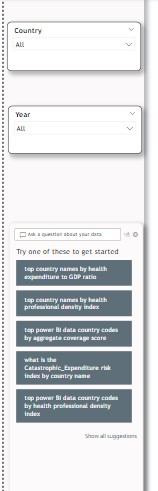 Country
All
Year
All
Ask a question about your data
Try one of these to get started
top country names by health
expenditure to GDP ratio
top country names by health
professional density index
top power BI data country codes
by aggregate coverage score
what is the
Catastrophic_Expenditure risk
index by country name
top power BI data country codes
by health professional density
index
Show all suggestions